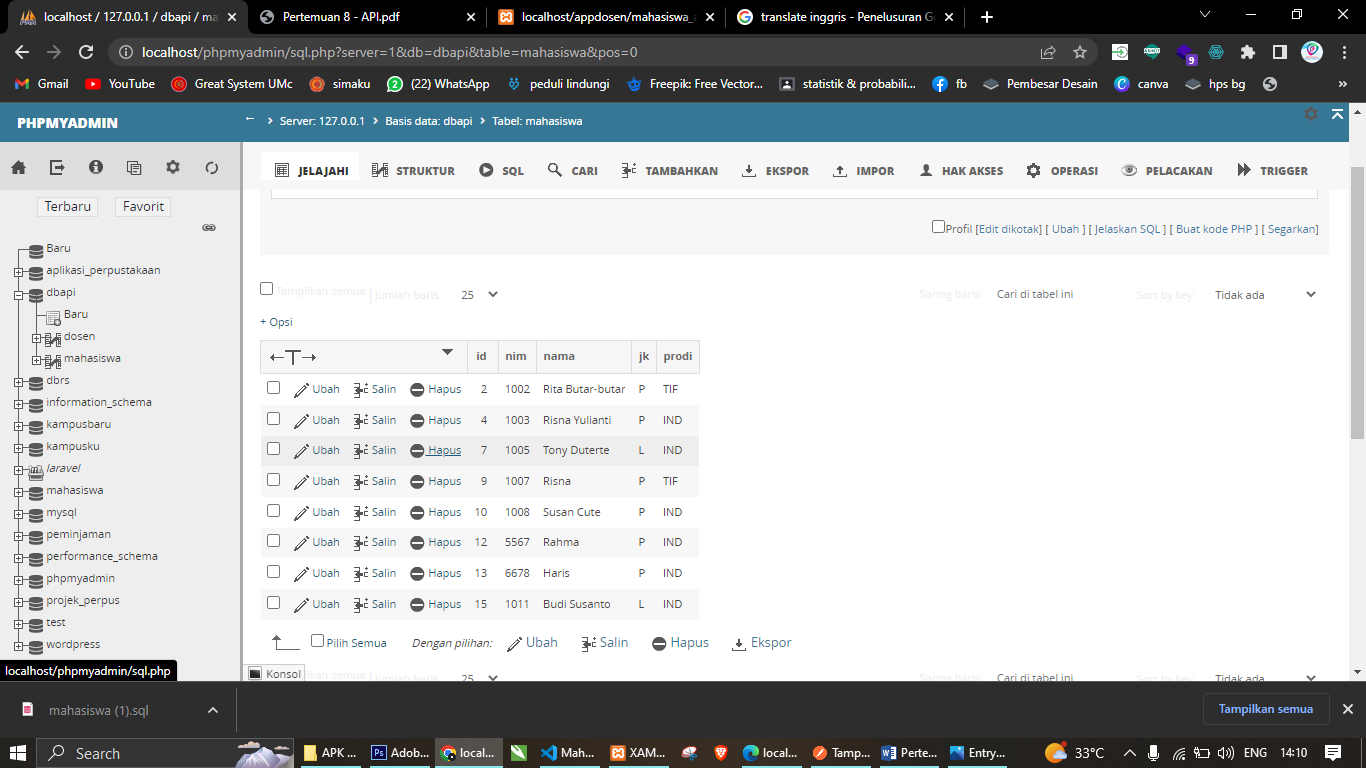 localhost / 127.0.0.1 / dbapi / ma
Pertemuan 8 - API.pdf
localhost/appdosen/mahasiswa_a
translate inggris - Penelusuran Go
localhost/phpmyadmin/sql.php?server=1&db=dbapi&table=mahasiswa&pos=0
9
Gmail YouTube Great System UMc simaku (22) WhatsApp peduli lindungi Freepik: Free Vector... statistik & probabili... fb Pembesar Desain canva hps bg »
PHPMYADMIN
← Server: 127.0.0.1 Basis data: dbapi Tabel: mahasiswa
JELAJAHI STRUKTUR SQL CARI TAMBAHKAN EKSPOR IMPOR HAK AKSES OPERASI PELACAKAN TRIGGER
Terbaru Favorit
Baru
aplikasi_perpustakaan
dbapi
Baru
dosen
mahasiswa
dbrs
information_schema
kampusbaru
kampusku
laravel
mahasiswa
mysql
peminjaman
performance_schema
phpmyadmin
projek_perpus
test
wordpress
localhost/phpmyadmin/sql.php
Profil [Edit dikotak] [ Ubah ] [ Jelaskan SQL ] [ Buat kode PHP ] [ Segarkan]
Tampilkan semua | Jumlah baris: 25 Saring baris: Cari di tabel ini Sort by key: Tidak ada
+ Opsi
←T→ id nim nama jk prodi
Ubah Salin Hapus 2 1002 Rita Butar-butar P TIF
Ubah Salin Hapus 4 1003 Risna Yulianti P IND
Ubah Salin Hapus 7 1005 Tony Duterte L IND
Ubah Salin Hapus 9 1007 Risna P TIF
Ubah Salin Hapus 10 1008 Susan Cute P IND
Ubah Salin Hapus 12 5567 Rahma P IND
Ubah Salin Hapus 13 6678 Haris P IND
Ubah Salin Hapus 15 1011 Budi Susanto L IND
Pilih Semua Dengan pilihan: Ubah Salin Hapus Ekspor
Konsol
Tampilkan semua | Jumlah baris: 25 Saring baris: Cari di tabel ini Sort by key: Tidak ada
mahasiswa (1).sql
Tampilkan semua
Search
APK ... Adob... local... Mah... XAM... local... Tamp... Perte... Entry...
33°C ENG 14:10